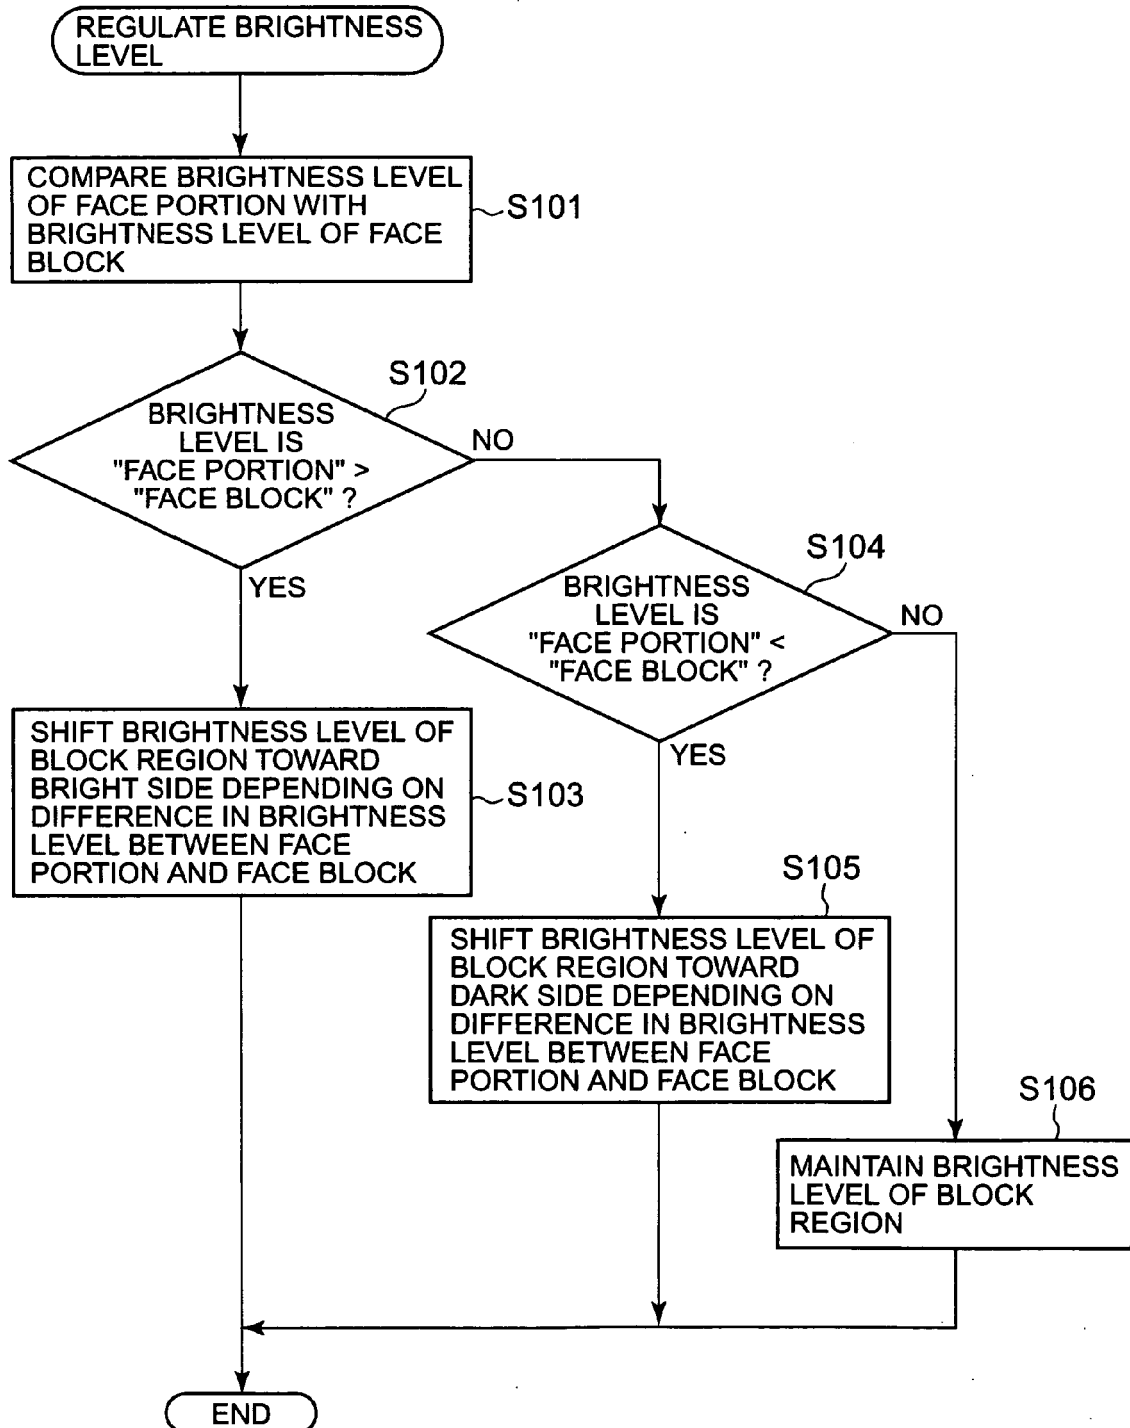 REGULATE BRIGHTNESS
LEVEL
COMPARE BRIGHTNESS LEVEL
OF FACE PORTION WITH
BRIGHTNESS LEVEL OF FACE
BLOCK
S101
S102
BRIGHTNESS
LEVEL IS
"FACE PORTION" >
"FACE BLOCK" ?
NO
YES
S104
BRIGHTNESS
LEVEL IS
"FACE PORTION" <
"FACE BLOCK" ?
NO
YES
SHIFT BRIGHTNESS LEVEL OF
BLOCK REGION TOWARD
BRIGHT SIDE DEPENDING ON
DIFFERENCE IN BRIGHTNESS
LEVEL BETWEEN FACE
PORTION AND FACE BLOCK
S103
S105
SHIFT BRIGHTNESS LEVEL OF
BLOCK REGION TOWARD
DARK SIDE DEPENDING ON
DIFFERENCE IN BRIGHTNESS
LEVEL BETWEEN FACE
PORTION AND FACE BLOCK
S106
MAINTAIN BRIGHTNESS
LEVEL OF BLOCK
REGION
END